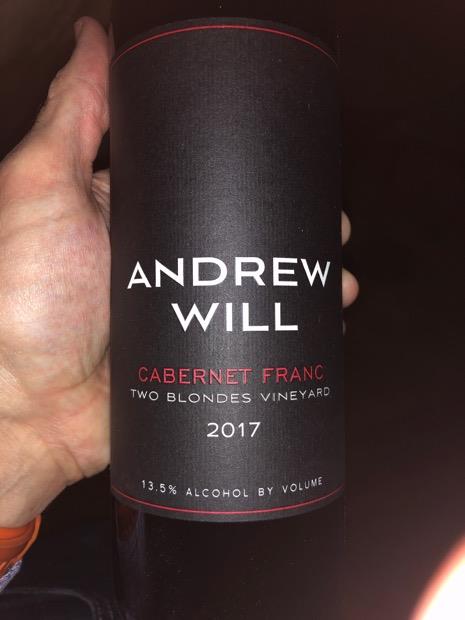 ANDREW
WILL
CABERNET FRANC
TWO BLONDES VINEYARD
2017
13.5% ALCOHOL BY VOLUME